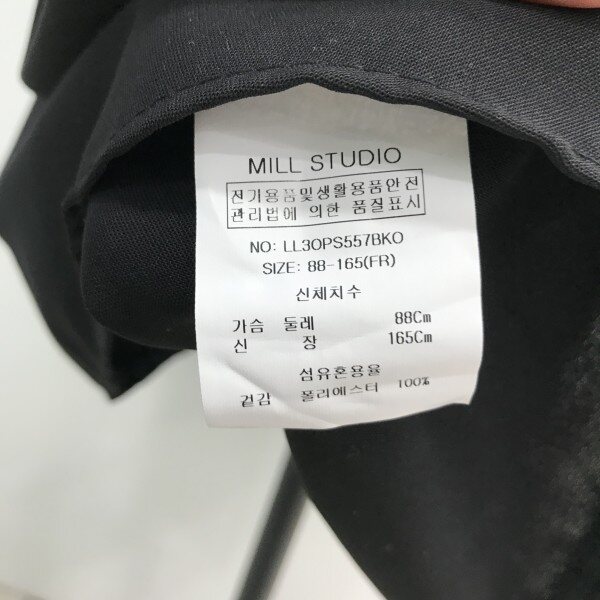 MILL STUDIO
전기용품및생활용품안전
관리법에 의한 품질표시
NO: LL3OPS557BKO
SIZE: 88-165(FR)
신체치수
가슴 둘레 88Cm
신 장 165Cm
섬유혼용율
겉감 폴리에스터 100%